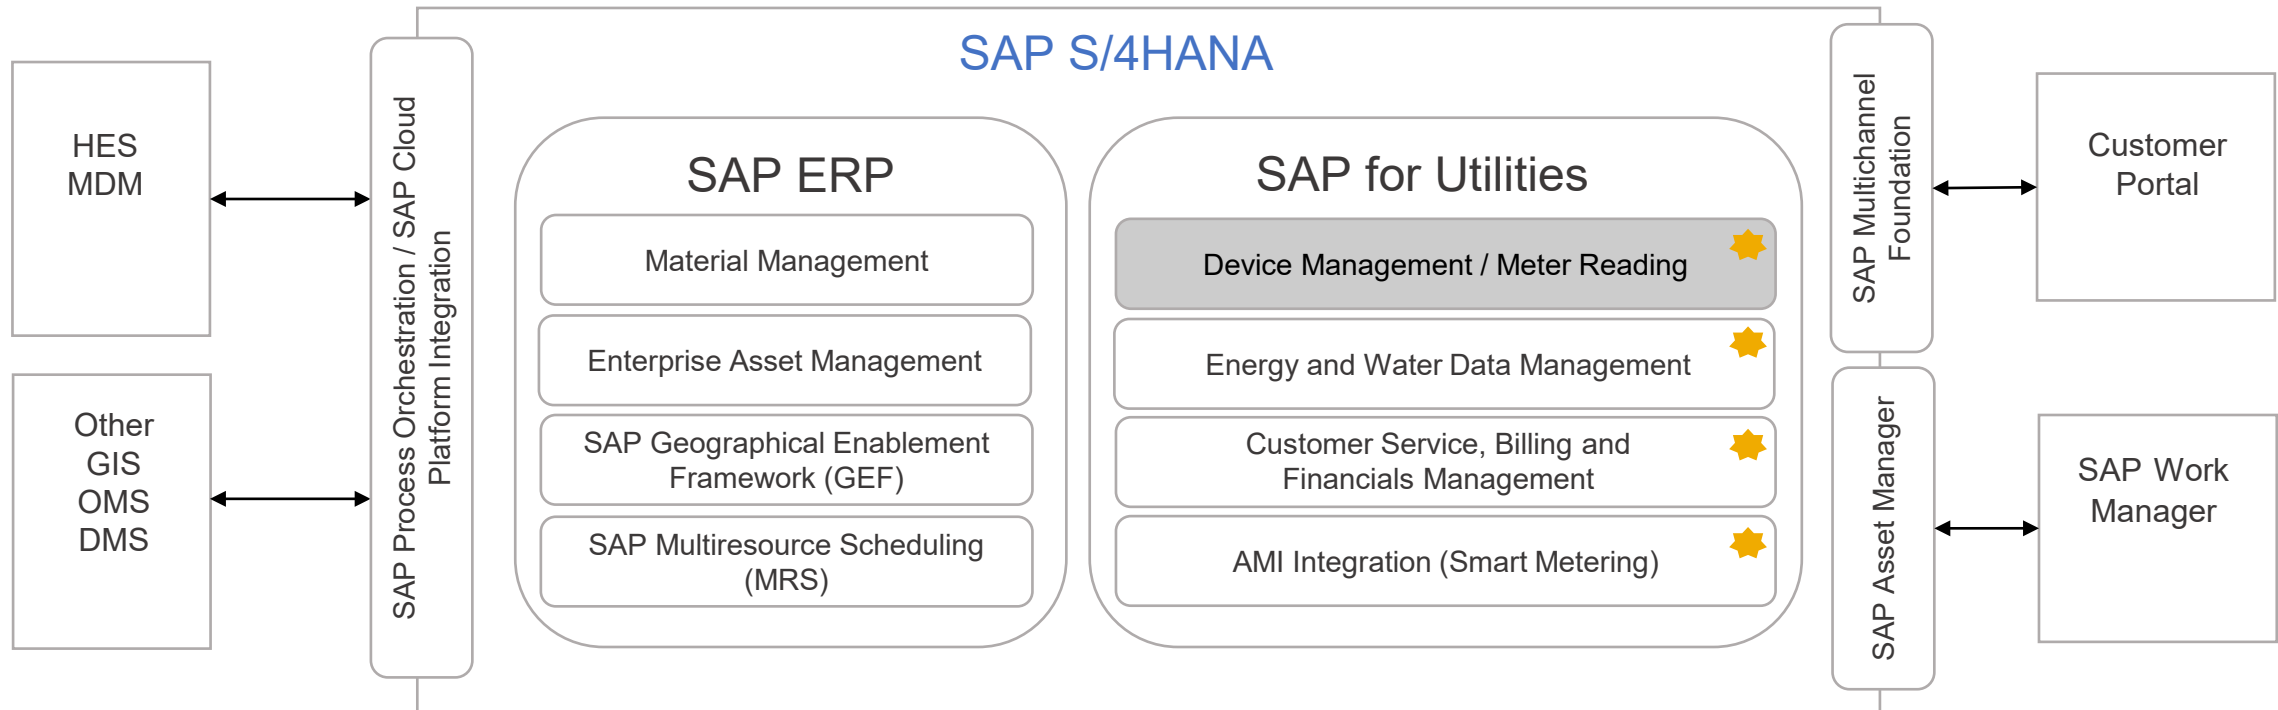 SAP S/4HANA
HES
MDM
Other
GIS
OMS
DMS
SAP Process Orchestration / SAP Cloud
Platform Integration
SAP ERP
Material Management
Enterprise Asset Management
SAP Geographical Enablement
Framework (GEF)
SAP Multiresource Scheduling
(MRS)
SAP for Utilities
Device Management / Meter Reading
Energy and Water Data Management
Customer Service, Billing and
Financials Management
AMI Integration (Smart Metering)
SAP Multichannel
Foundation
SAP Asset Manager
Customer
Portal
SAP Work
Manager